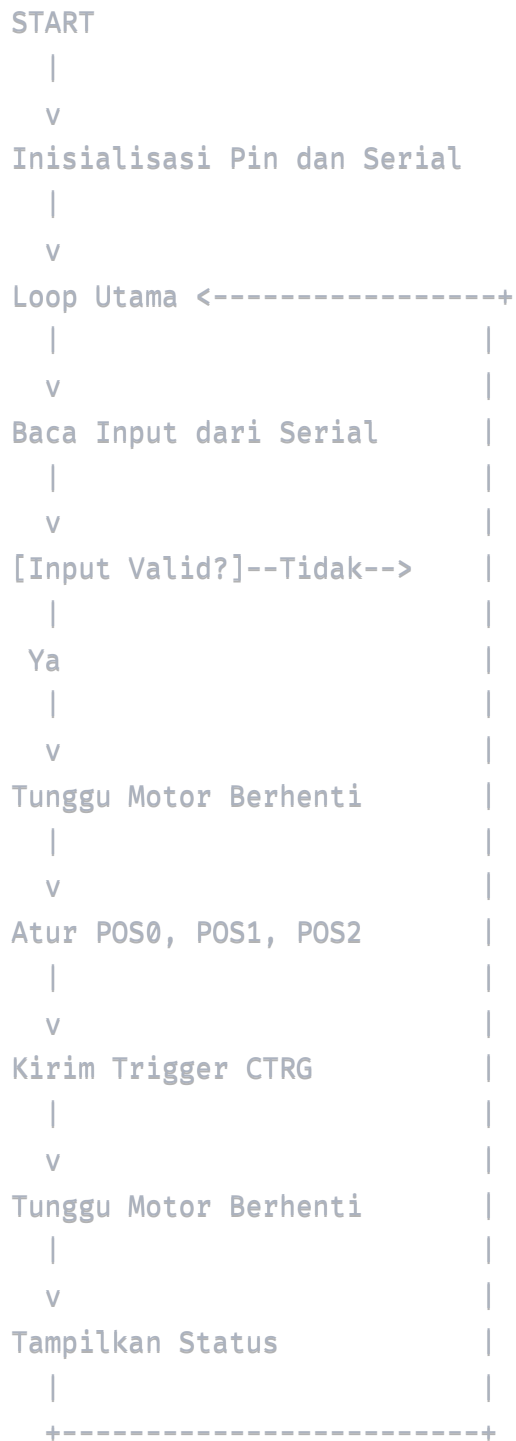 START
  |
  v
Inisialisasi Pin dan Serial
  |
  v
Loop Utama <-----------------+
  |                          |
  v                          |
Baca Input dari Serial       |
  |                          |
  v                          |
[Input Valid?]--Tidak-->     |
  |                          |
 Ya                          |
  |                          |
  v                          |
Tunggu Motor Berhenti        |
  |                          |
  v                          |
Atur POS0, POS1, POS2        |
  |                          |
  v                          |
Kirim Trigger CTRG           |
  |                          |
  v                          |
Tunggu Motor Berhenti        |
  |                          |
  v                          |
Tampilkan Status             |
  |                          |
  +--------------------------+